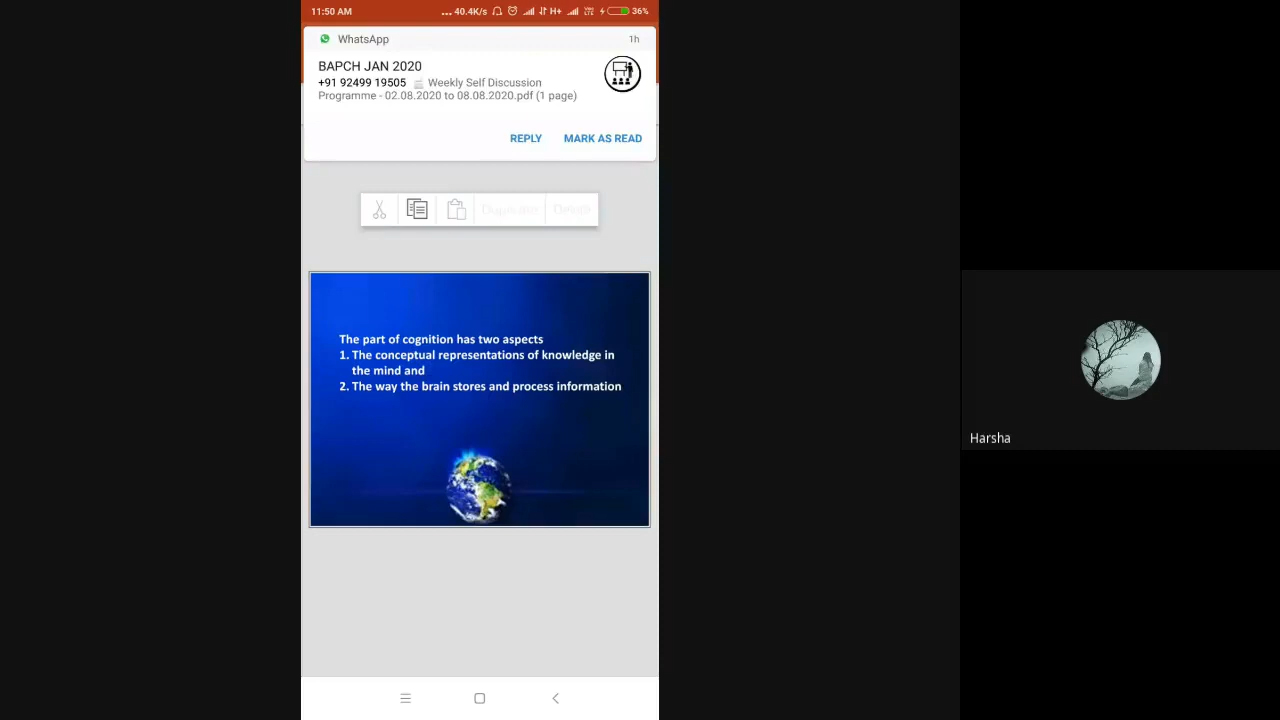 11:50 AM
... 40.4K/s H+ VoLTE 36%
WhatsApp 1h
BAPCH JAN 2020
+91 92499 19505 Weekly Self Discussion
Programme - 02.08.2020 to 08.08.2020.pdf (1 page)
REPLY MARK AS READ
Duplicate Delete
The part of cognition has two aspects
1. The conceptual representations of knowledge in
the mind and
2. The way the brain stores and process information
Harsha